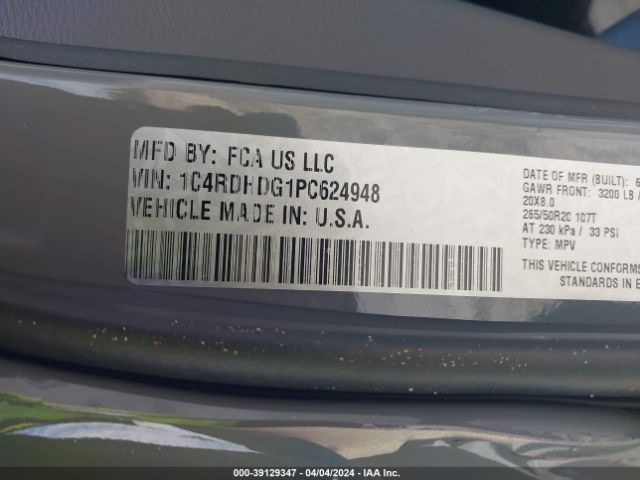 MFD BY: FCA US LLC
VIN: 1C4RDHDG1PC624948
VEHICLE MADE IN: U.S.A.
DATE OF MFR (BUILT): 6
GAWR FRONT: 3200 LB /
20X8.0
265/50R20 107T
AT 230 kPa / 33 PSI
TYPE: MPV
THIS VEHICLE CONFORMS
STANDARDS IN E
000-39129347 | 04/04/2024 | IAA Inc.